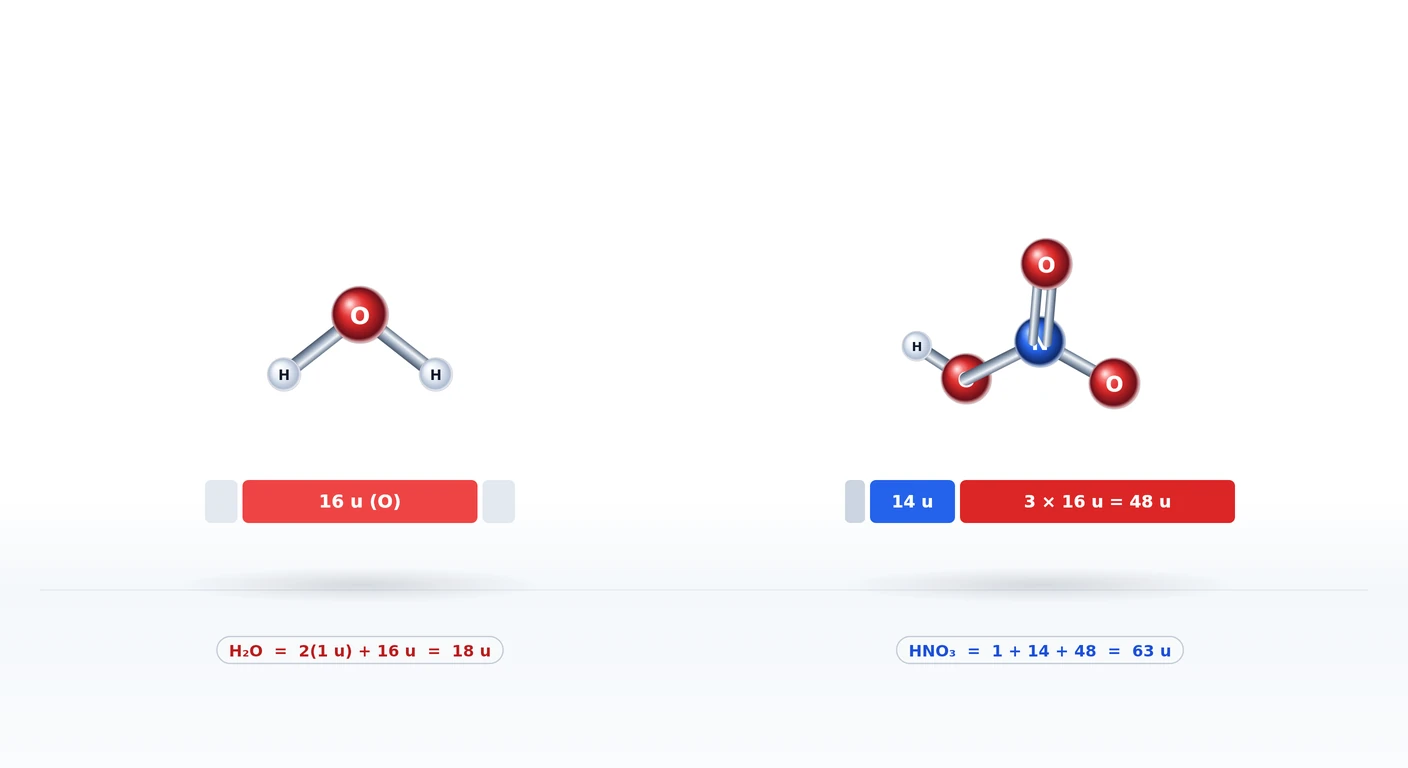 O
H H
O
N
H
O
16 u (O)
14 u
3 × 16 u = 48 u
H₂O = 2(1 u) + 16 u = 18 u
HNO₃ = 1 + 14 + 48 = 63 u